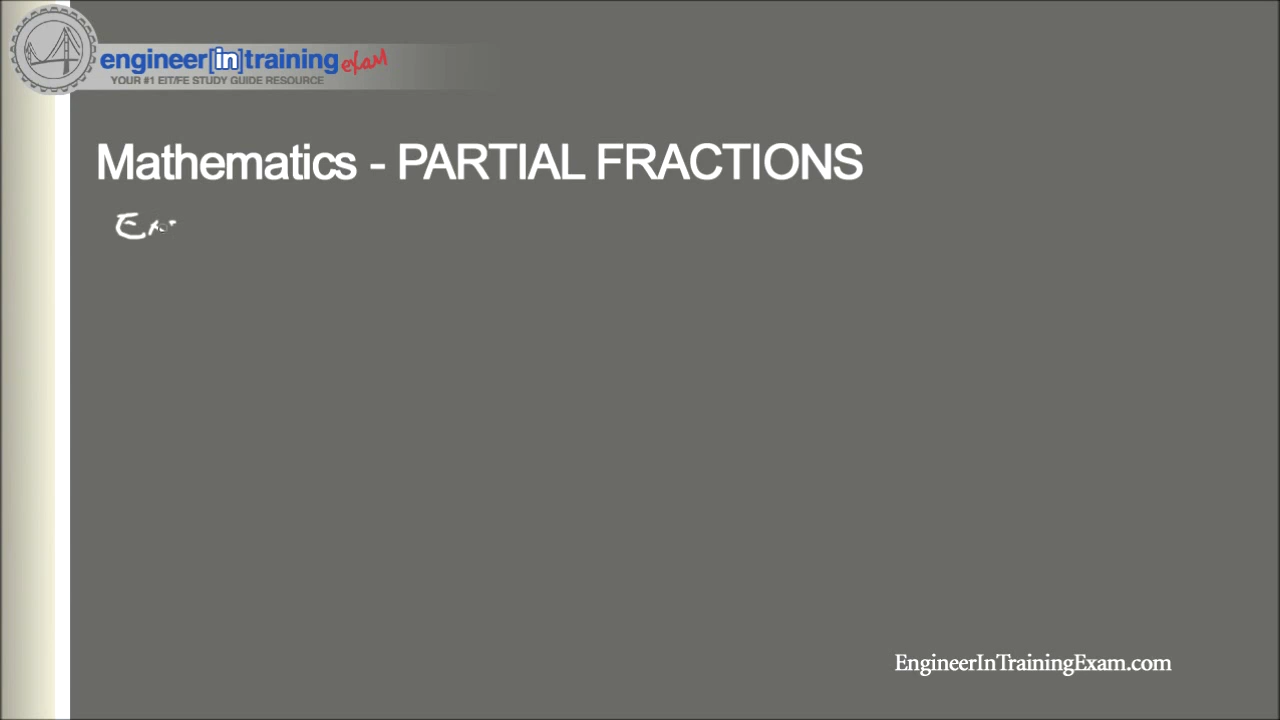 engineer[in]training exam
YOUR #1 EIT/FE STUDY GUIDE RESOURCE
Mathematics - PARTIAL FRACTIONS
EngineerInTrainingExam.com